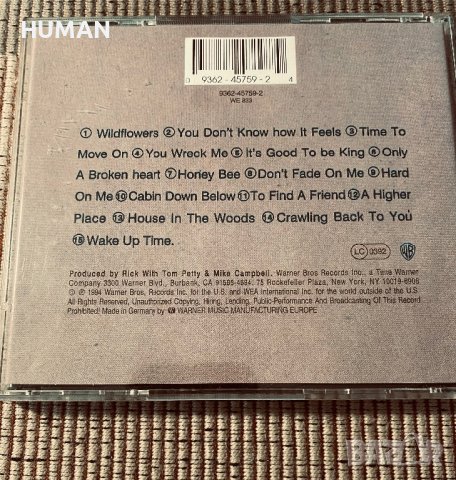 HUMAN
0 9362-45759-2 4
9362-45759-2
WE 833
① Wildflowers ② You Don't Know how It Feels ③ Time To
Move On ④ You Wreck Me ⑤ It's Good To be King ⑥ Only
A Broken heart ⑦ Honey Bee ⑧ Don't Fade On Me ⑨ Hard
On Me ⑩ Cabin Down Below ⑪ To Find A Friend ⑫ A Higher
Place ⑬ House In The Woods ⑭ Crawling Back To You
⑮ Wake Up Time.
LC 0392
Produced by Rick With Tom Petty & Mike Campbell. Warner Bros Records Inc., a Time Warner
Company 3300 Warner Blvd., Burbank, CA 91505-4694: 75 Rockefeller Plaza, New York, NY 10019-6908
© ℗ 1994 Warner Bros, Records Inc. for the U.S. and WEA International Inc. for the world outside of the U.S.
All Rights Reserved, Unauthorized Copying, Hiring, Lending, Public-Performance And Broadcasting Of This Record
Prohibited! Made in Germany by WARNER MUSIC MANUFACTURING EUROPE
BAZAR